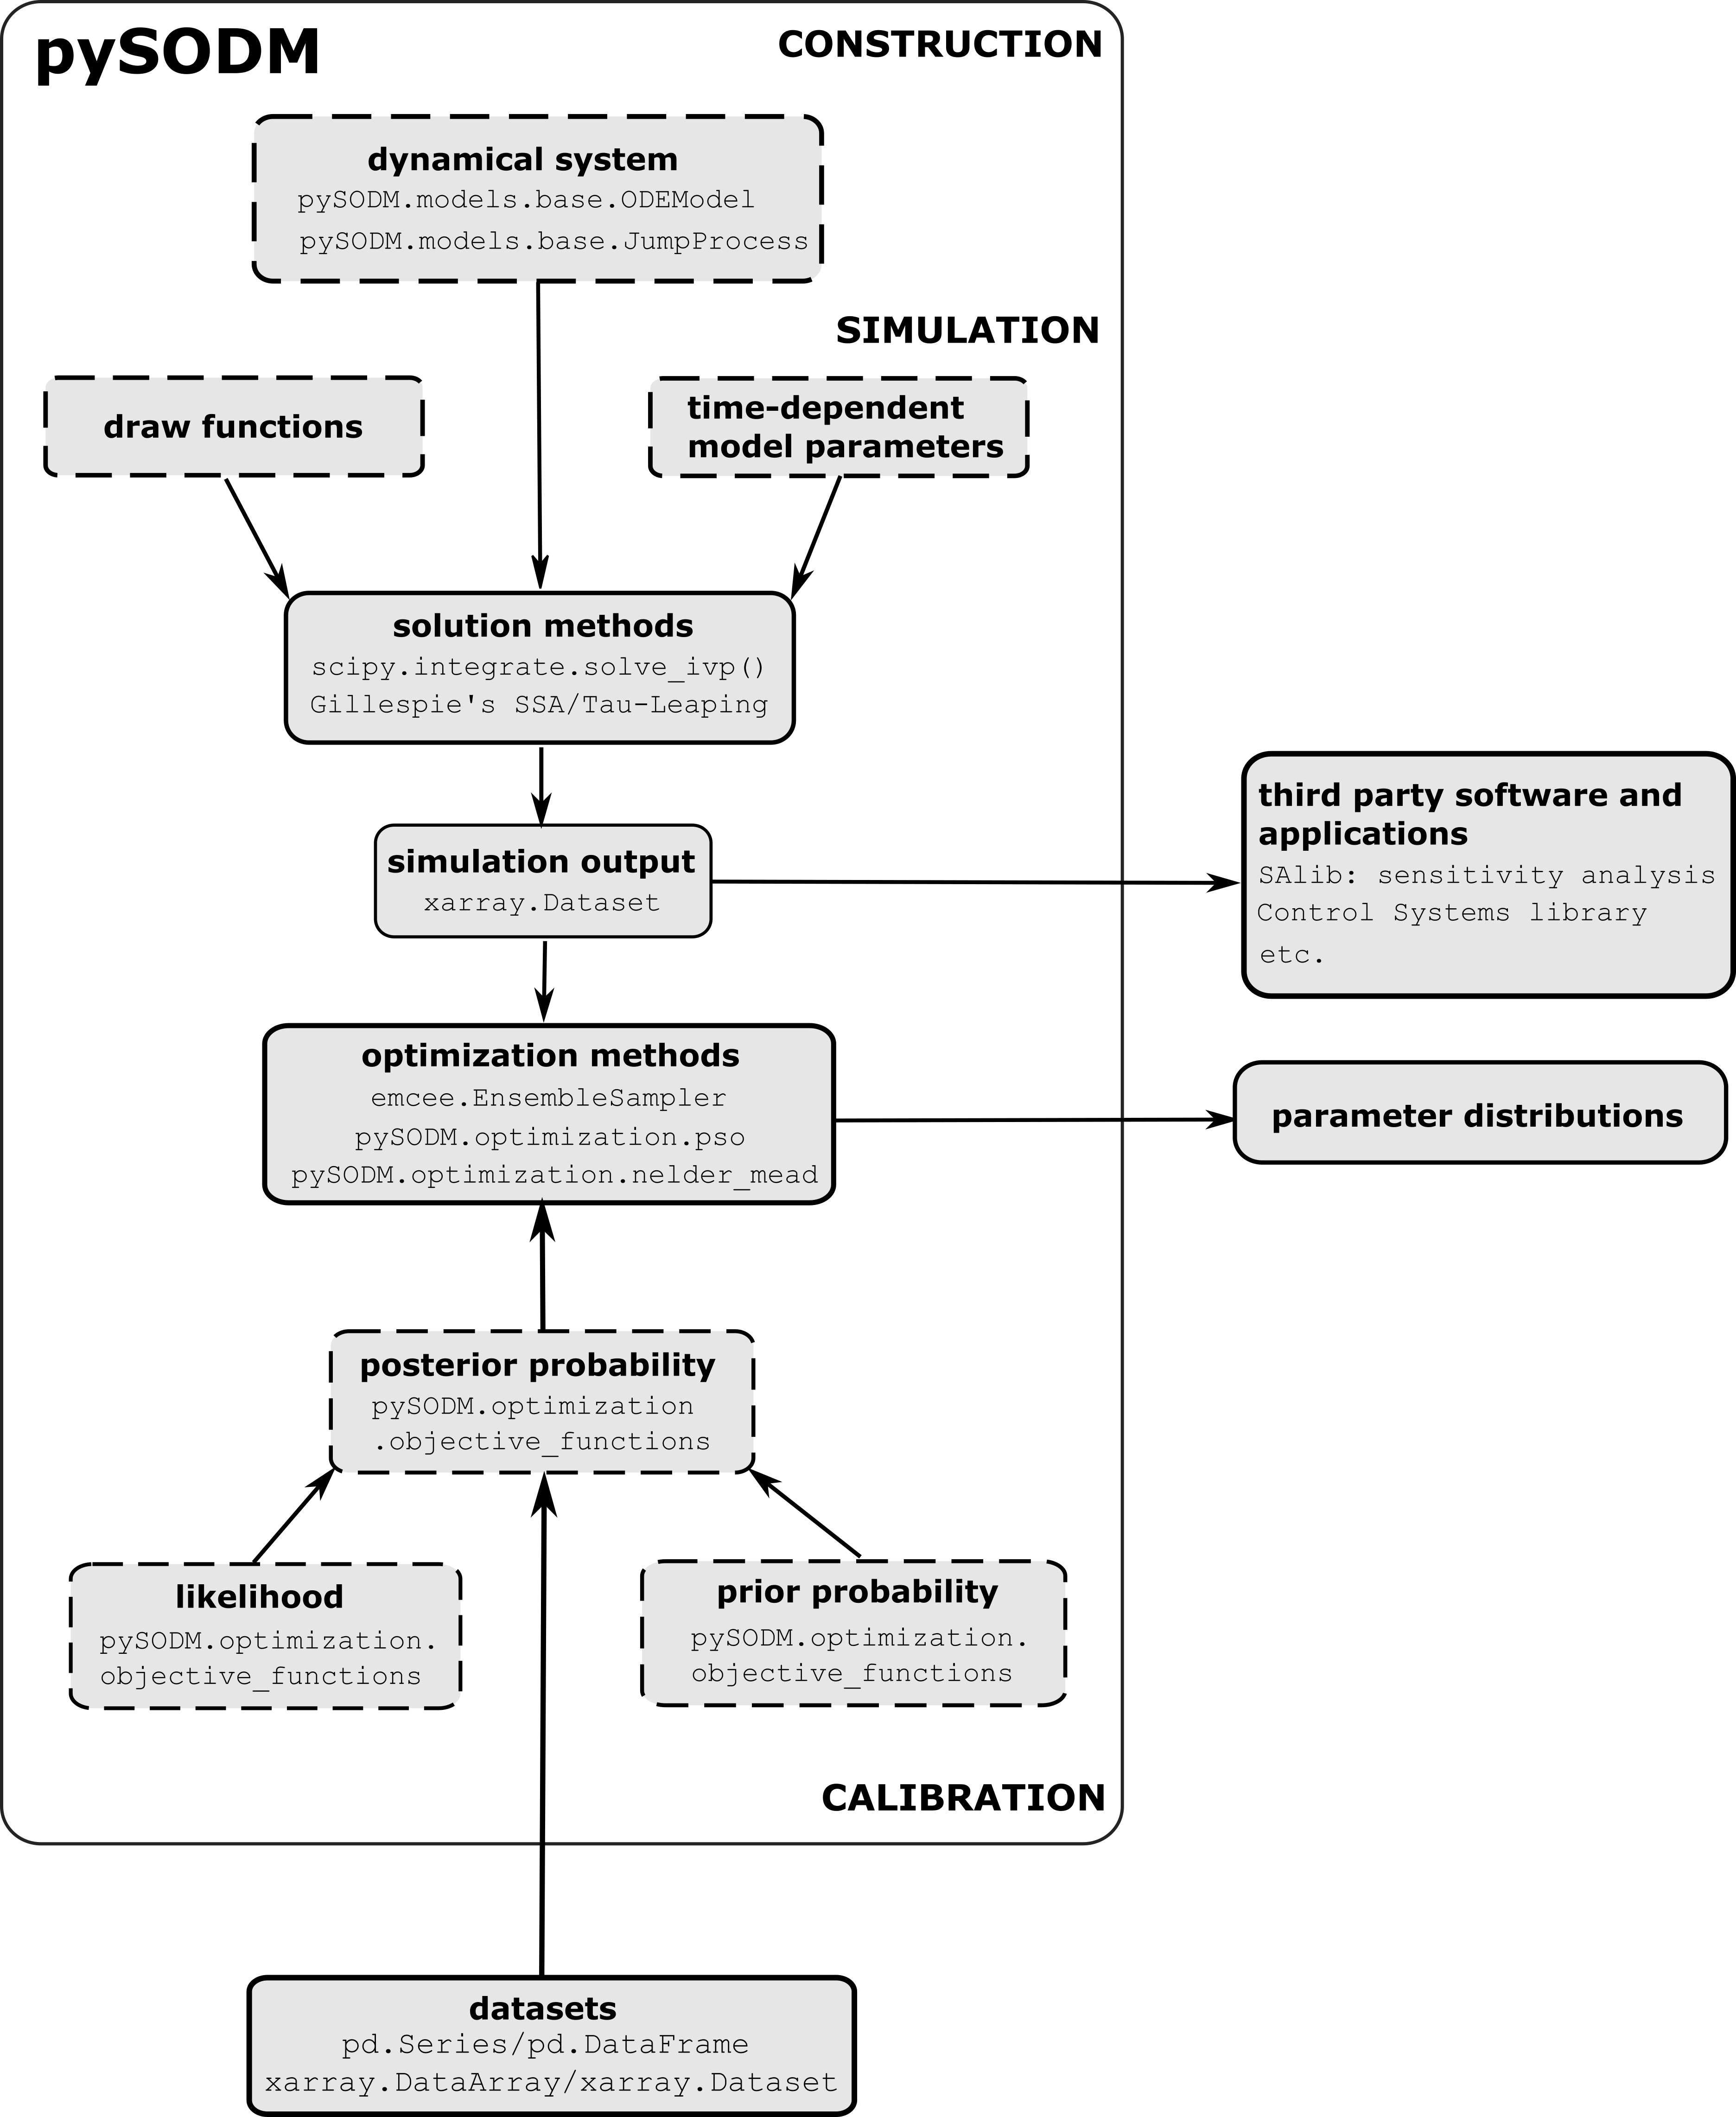 pySODM
CONSTRUCTION
dynamical system
pySODM.models.base.ODEModel
pySODM.models.base.JumpProcess
SIMULATION
draw functions
time-dependent
model parameters
solution methods
scipy.integrate.solve_ivp()
Gillespie's SSA/Tau-Leaping
simulation output
xarray.Dataset
third party software and
applications
SAlib: sensitivity analysis
Control Systems library
etc.
optimization methods
emcee.EnsembleSampler
pySODM.optimization.pso
pySODM.optimization.nelder_mead
parameter distributions
posterior probability
pySODM.optimization
.objective_functions
likelihood
pySODM.optimization.
objective_functions
prior probability
pySODM.optimization.
objective_functions
CALIBRATION
datasets
pd.Series/pd.DataFrame
xarray.DataArray/xarray.Dataset